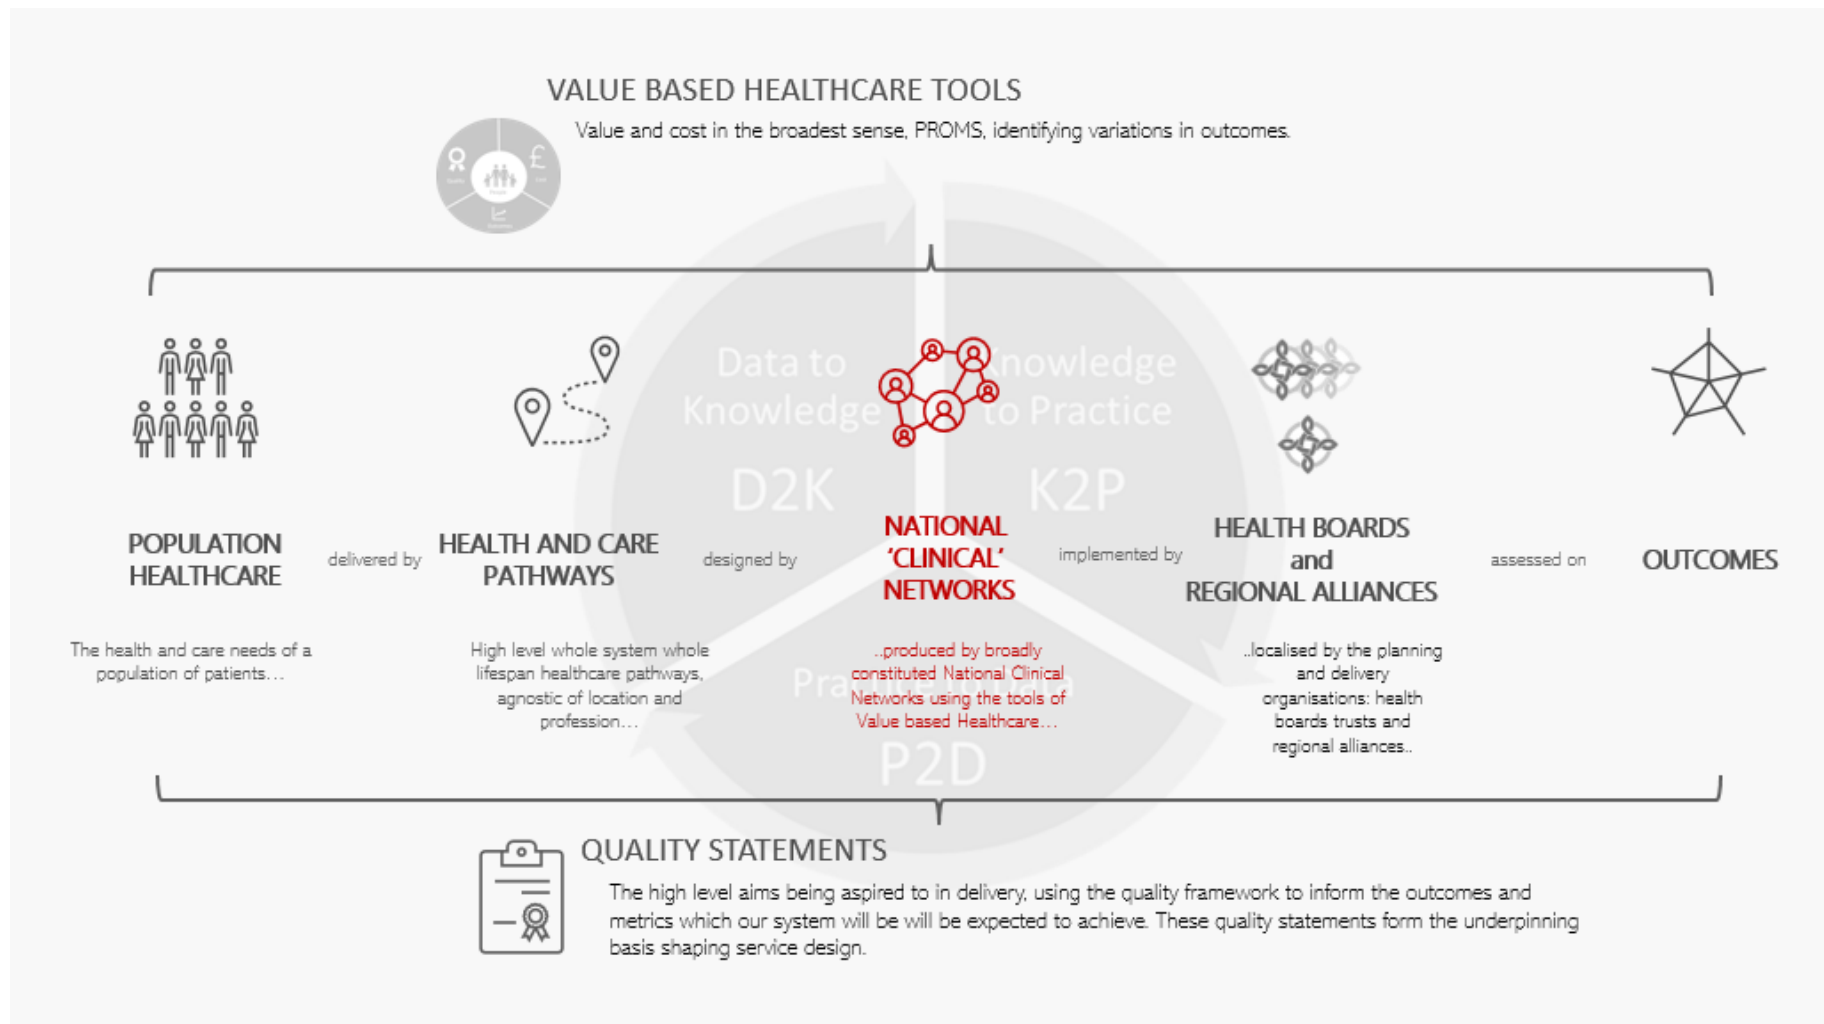 VALUE BASED HEALTHCARE TOOLS
Value and cost in the broadest sense, PROMS, identifying variations in outcomes.
£
Data to
Knowledge
D2K
Knowledge
to Practice
K2P
POPULATION
HEALTHCARE
delivered by
HEALTH AND CARE
PATHWAYS
designed by
NATIONAL
‘CLINICAL’
NETWORKS
implemented by
HEALTH BOARDS
and
REGIONAL ALLIANCES
assessed on
OUTCOMES
The health and care needs of a
population of patients...
High level whole system whole
lifespan healthcare pathways,
agnostic of location and
profession...
..produced by broadly
constituted National Clinical
Networks using the tools of
Value based Healthcare...
..localised by the planning
and delivery
organisations: health
boards trusts and
regional alliances..
Practice to Data
P2D
QUALITY STATEMENTS
The high level aims being aspired to in delivery, using the quality framework to inform the outcomes and
metrics which our system will be will be expected to achieve. These quality statements form the underpinning
basis shaping service design.